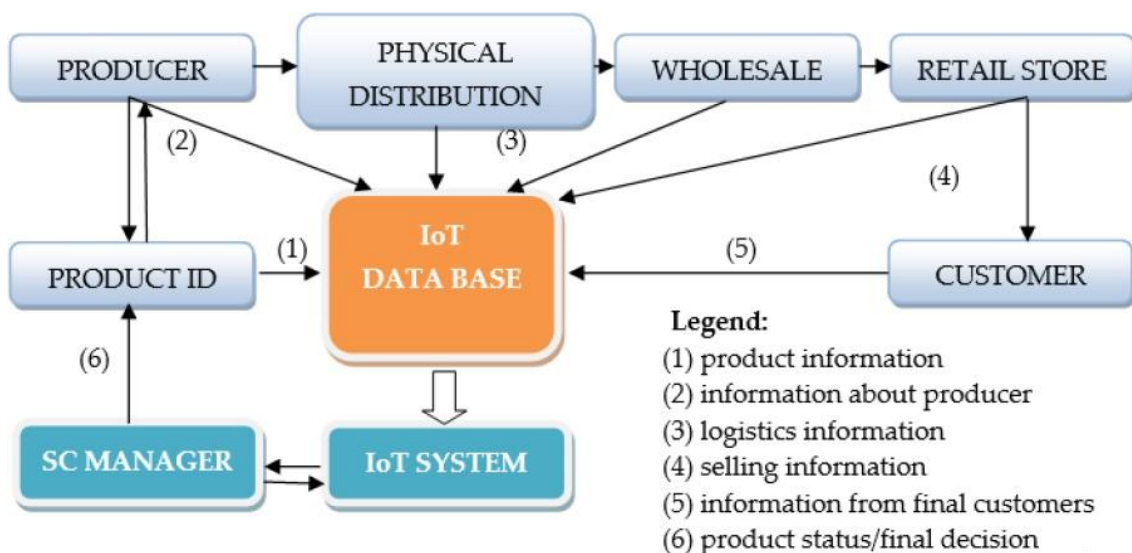 PRODUCER
PHYSICAL
DISTRIBUTION
WHOLESALE
RETAIL STORE
(2)
(3)
(4)
PRODUCT ID
(1)
IoT
DATA BASE
(5)
CUSTOMER
(6)
SC MANAGER
IoT SYSTEM
Legend:
(1) product information
(2) information about producer
(3) logistics information
(4) selling information
(5) information from final customers
(6) product status/final decision